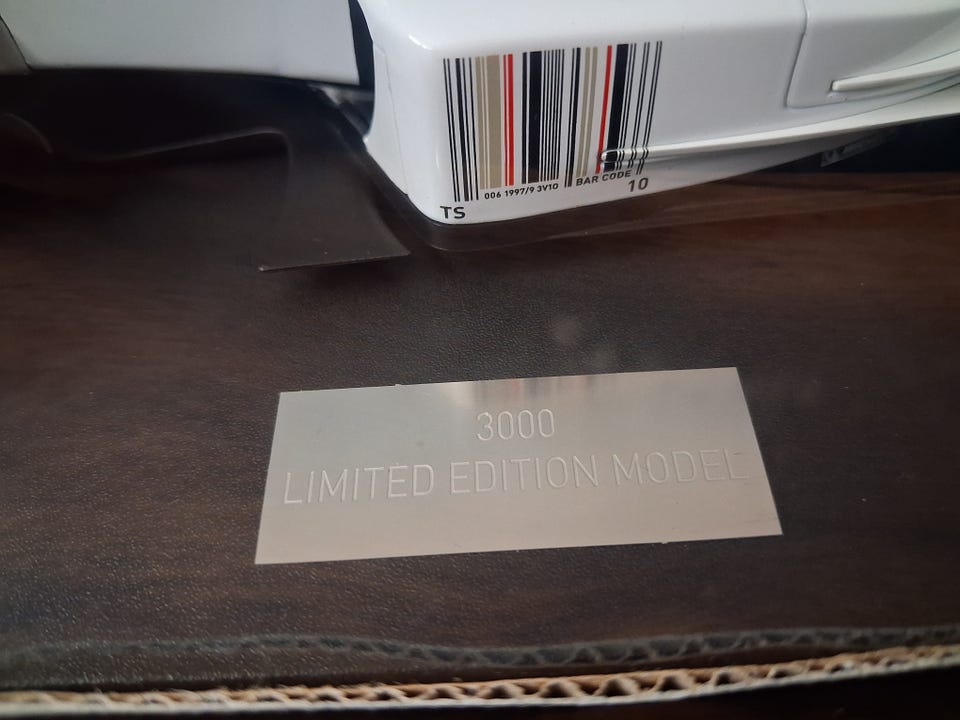 006 1997/9 3V10 BAR CODE
10
TS
3000
LIMITED EDITION MODEL